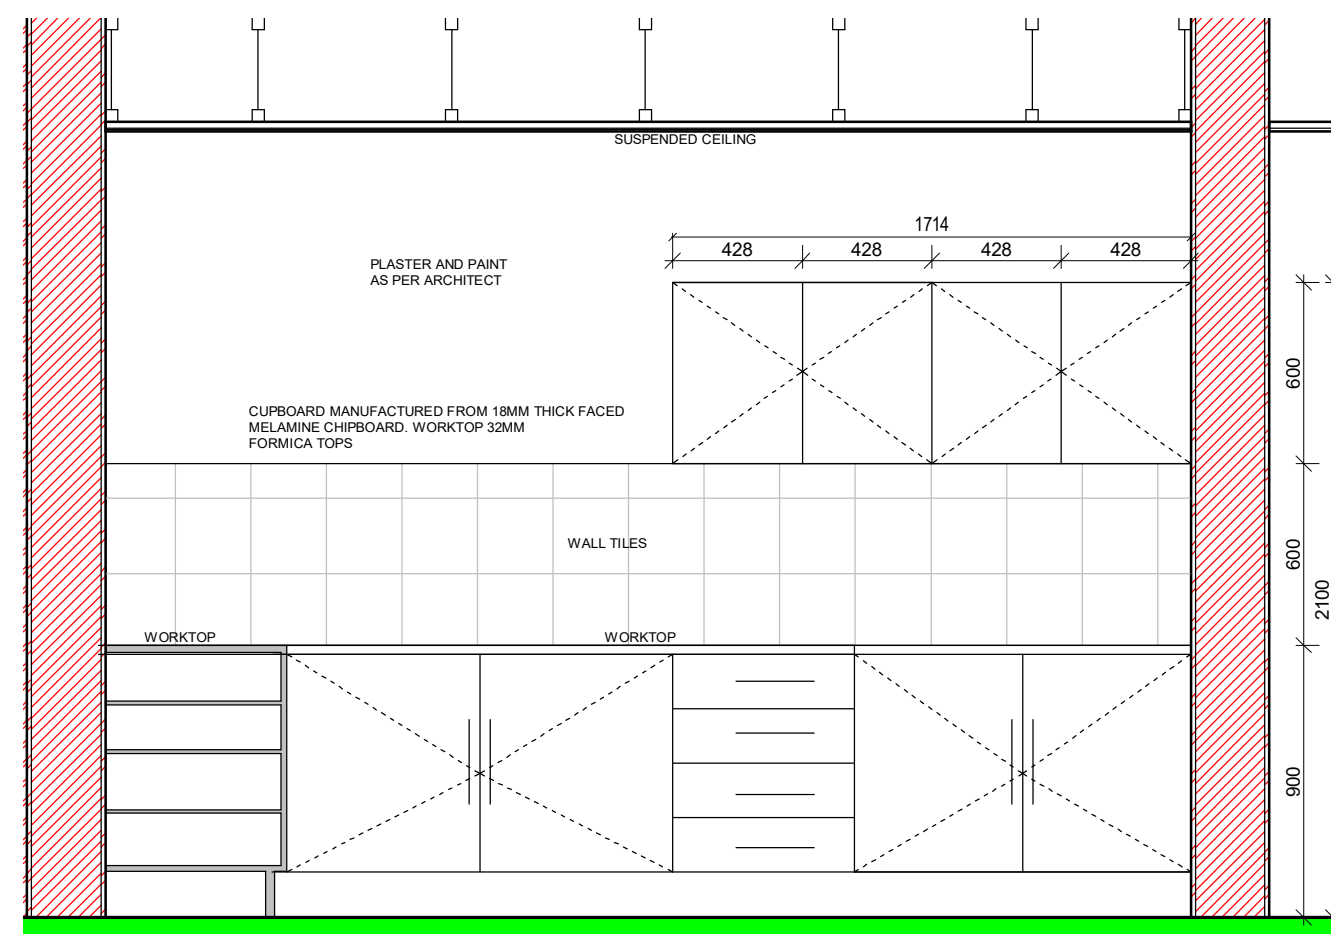 SUSPENDED CEILING
1714
428 428 428 428
PLASTER AND PAINT
AS PER ARCHITECT
600
CUPBOARD MANUFACTURED FROM 18MM THICK FACED
MELAMINE CHIPBOARD. WORKTOP 32MM
FORMICA TOPS
WALL TILES
600
2100
WORKTOP WORKTOP
900